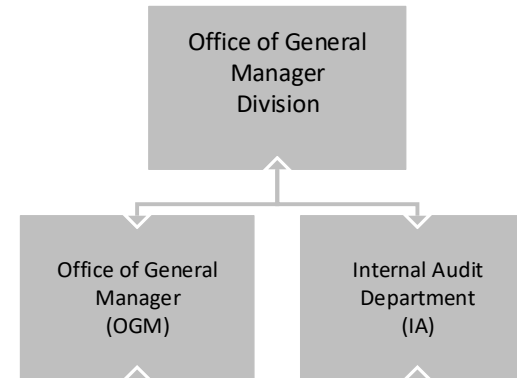 Office of General
Manager
Division
Office of General
Manager
(OGM)
Internal Audit
Department
(IA)